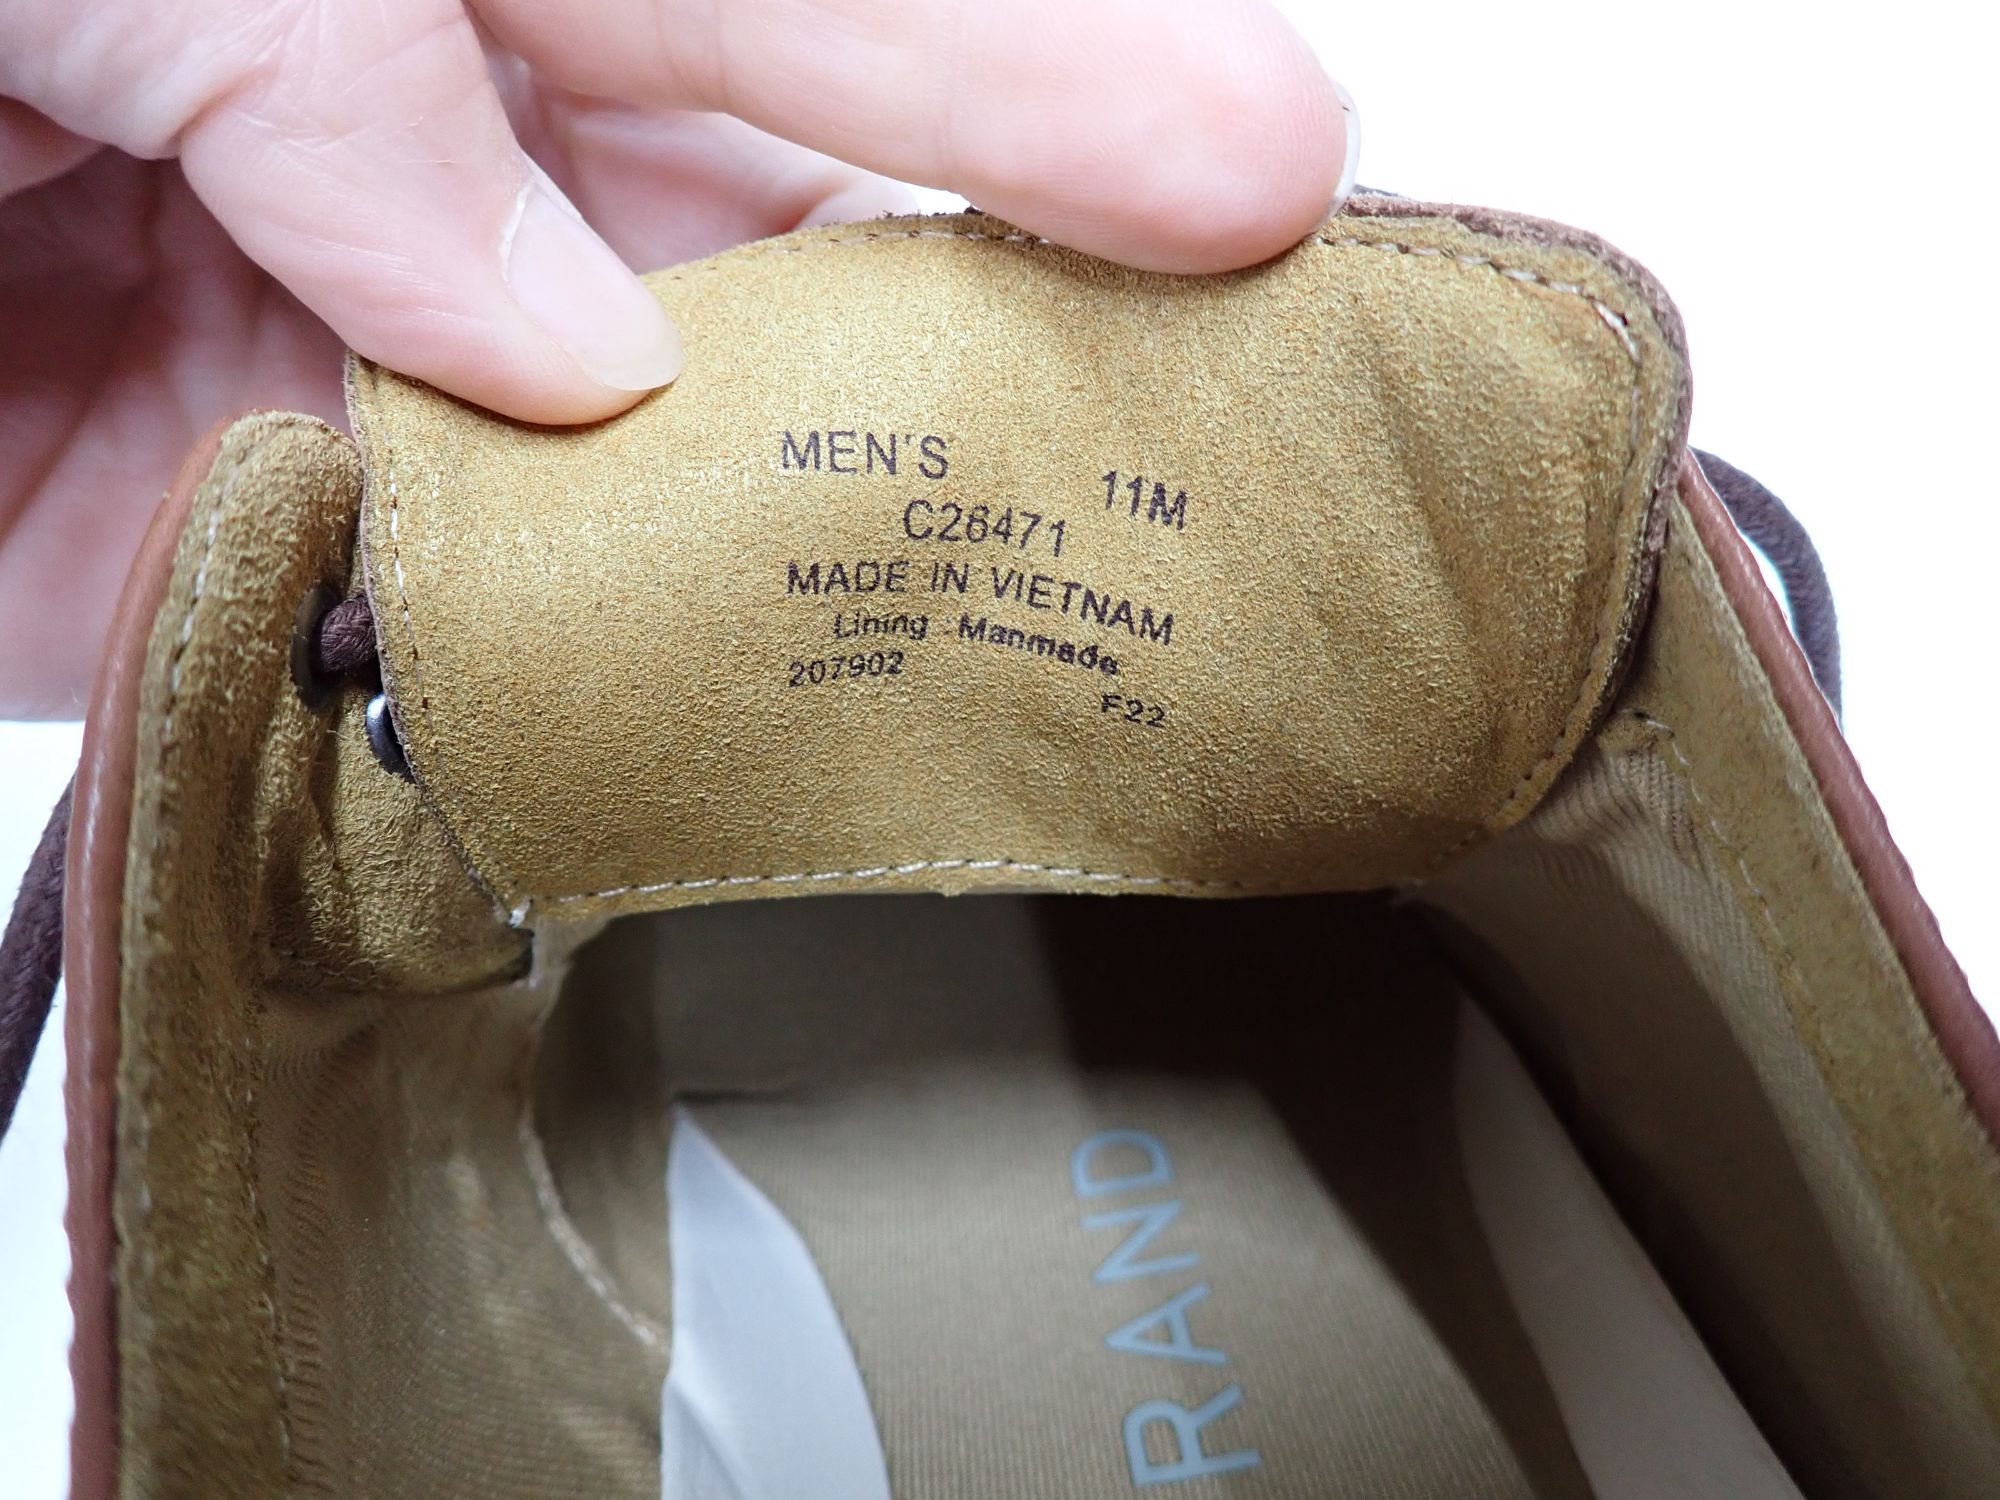 MEN'S 11M
C26471
MADE IN VIETNAM
Lining : Manmade
207902 F22
RAND